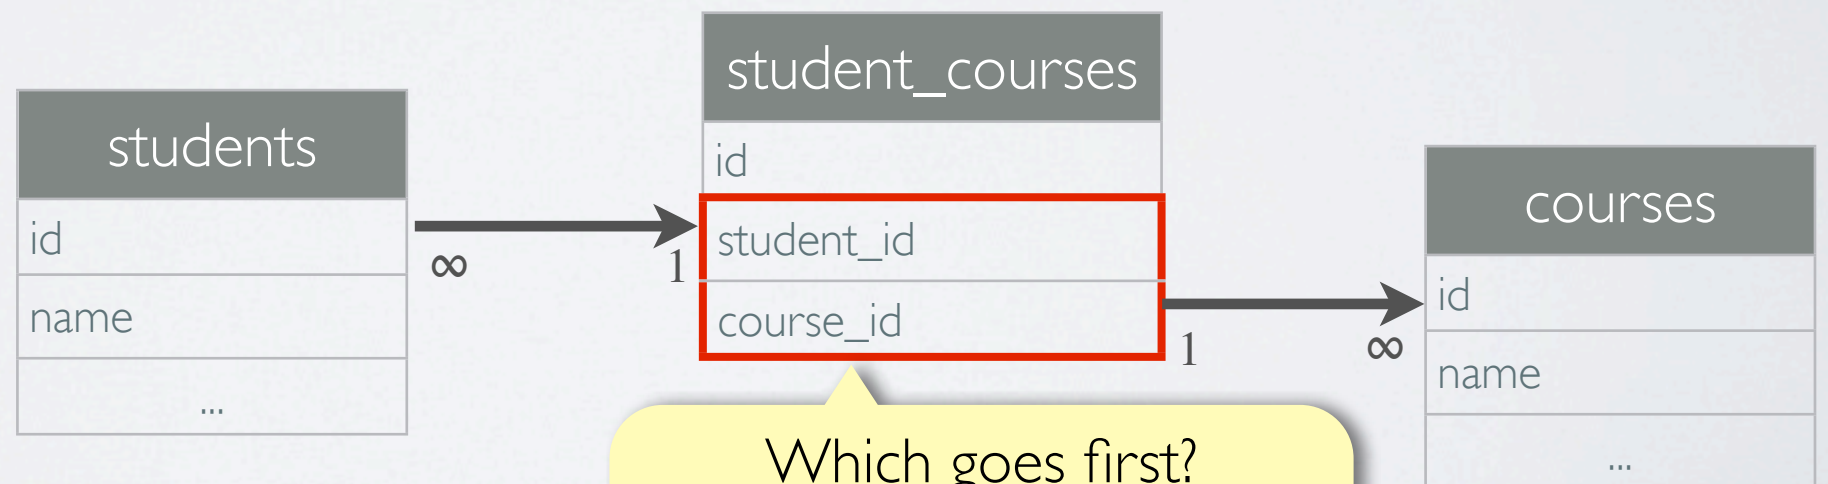 students
id
name
...
∞
1
student_courses
id
student_id
course_id
1
∞
courses
id
name
...
Which goes first?